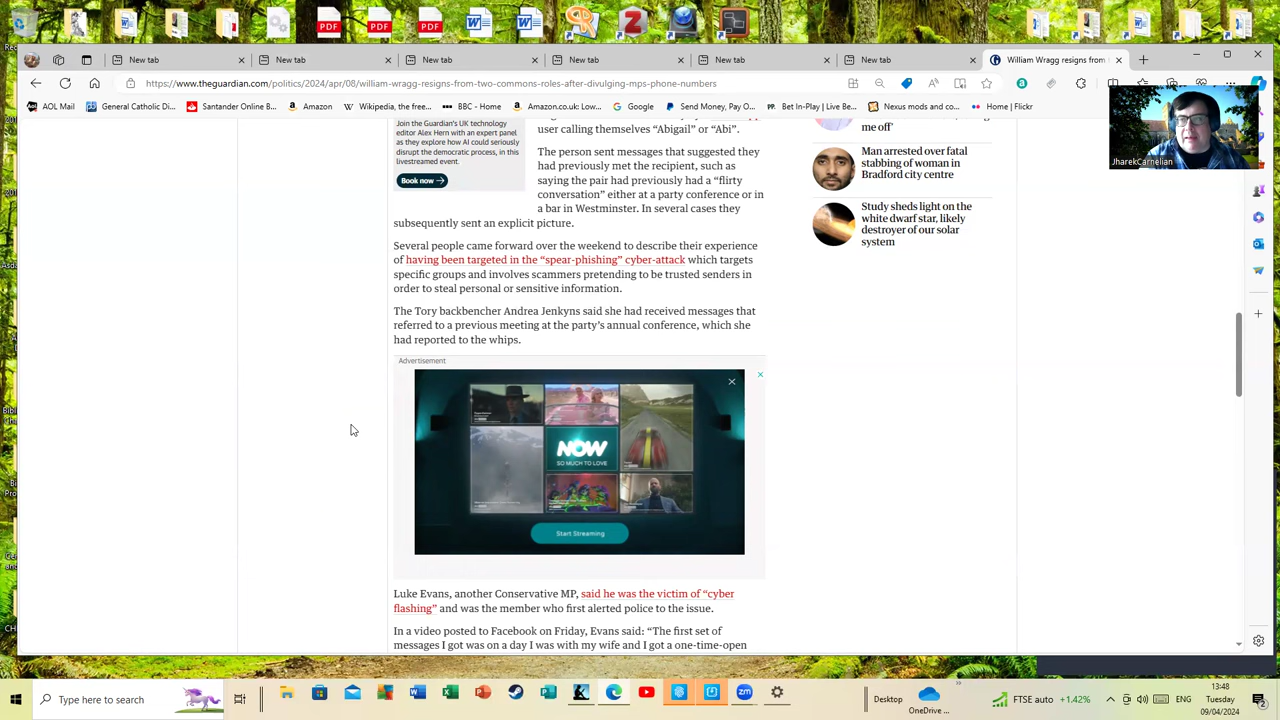 PDF
PDF
PDF
New tab
New tab
New tab
New tab
New tab
New tab
William Wragg resigns from
https://www.theguardian.com/politics/2024/apr/08/william-wragg-resigns-from-two-commons-roles-after-divulging-mps-phone-numbers
AOL Mail
General Catholic Di...
Santander Online B...
Amazon
Wikipedia, the free...
BBC - Home
Amazon.co.uk: Low...
Google
Send Money, Pay O...
Bet In-Play | Live Be...
Nexus mods and co...
Home | Flickr
JharekCarnelian
Join the Guardian's UK technology
editor Alex Hern with an expert panel
as they explore how AI could seriously
disrupt the democratic process, in this
livestreamed event.
Book now
user calling themselves “Abigail” or “Abi”.
The person sent messages that suggested they
had previously met the recipient, such as
saying the pair had previously had a “flirty
conversation” either at a party conference or in
a bar in Westminster. In several cases they
subsequently sent an explicit picture.
Several people came forward over the weekend to describe their experience
of having been targeted in the “spear-phishing” cyber-attack which targets
specific groups and involves scammers pretending to be trusted senders in
order to steal personal or sensitive information.
The Tory backbencher Andrea Jenkyns said she had received messages that
referred to a previous meeting at the party’s annual conference, which she
had reported to the whips.
Advertisement
NOW
SO MUCH TO LOVE
Start Streaming
Luke Evans, another Conservative MP, said he was the victim of “cyber
flashing” and was the member who first alerted police to the issue.
In a video posted to Facebook on Friday, Evans said: “The first set of
messages I got was on a day I was with my wife and I got a one-time-open
me off’
Man arrested over fatal
stabbing of woman in
Bradford city centre
Study sheds light on the
white dwarf star, likely
destroyer of our solar
system
Type here to search
Desktop
OneDrive ...
FTSE auto +1.42%
ENG
13:48
Tuesday
09/04/2024